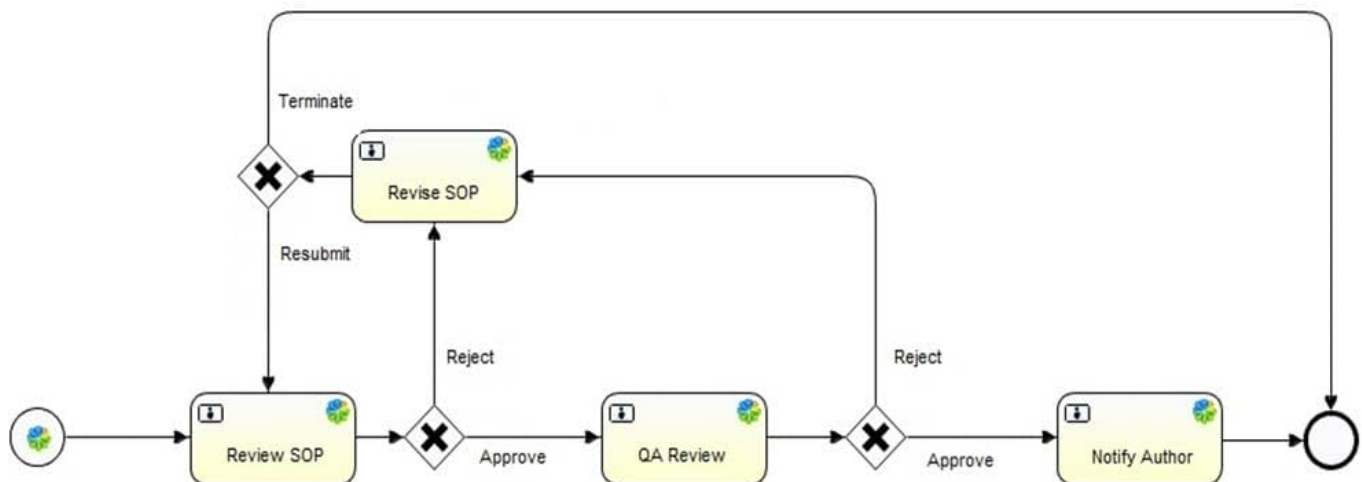 Terminate
Revise SOP
Resubmit
Reject
Reject
Review SOP
Approve
QA Review
Approve
Notify Author